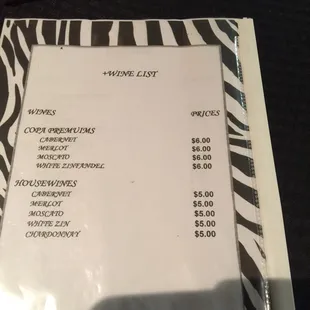 +WINE LIST
WINES PRICES
COPA PREMUIMS
CABERNET $6.00
MERLOT $6.00
MOSCATO $6.00
WHITE ZINFANDEL $6.00
HOUSEWINES
CABERNET $5.00
MERLOT $5.00
MOSCATO $5.00
WHITE ZIN $5.00
CHARDONNAY $5.00